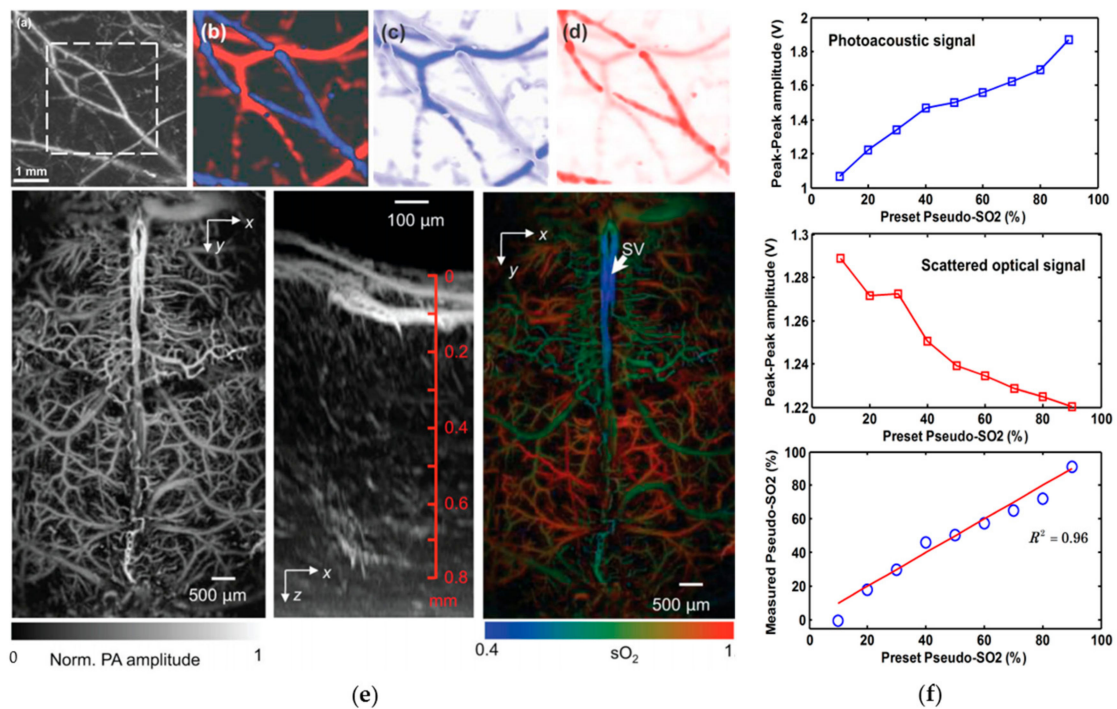 (a)
(b)
(c)
(d)
1 mm
x
y
500 µm
100 µm
0
0.2
0.4
0.6
0.8
mm
x
z
x
y
SV
500 µm
0
Norm. PA amplitude
1
0.4
sO2
1
(e)
Peak-Peak amplitude (V)
2
1.8
1.6
1.4
1.2
1
Photoacoustic signal
0
20
40
60
80
100
Preset Pseudo-SO2 (%)
Peak-Peak amplitude (V)
1.3
1.28
1.26
1.24
1.22
Scattered optical signal
0
20
40
60
80
100
Preset Pseudo-SO2 (%)
Measured Pseudo-SO2 (%)
100
80
60
40
20
0
R² = 0.96
0
20
40
60
80
100
Preset Pseudo-SO2 (%)
(f)